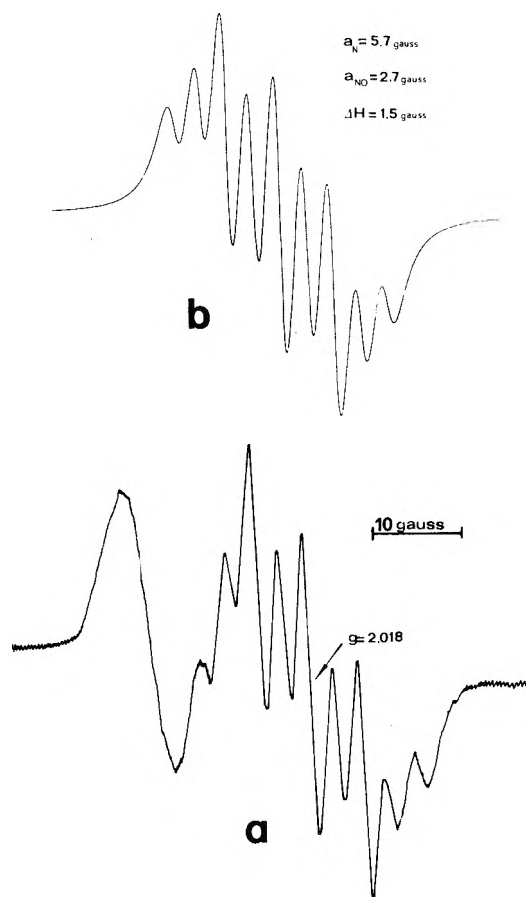 a_N = 5.7 gauss
a_NO = 2.7 gauss
ΔH = 1.5 gauss
b
10 gauss
g=2.018
a